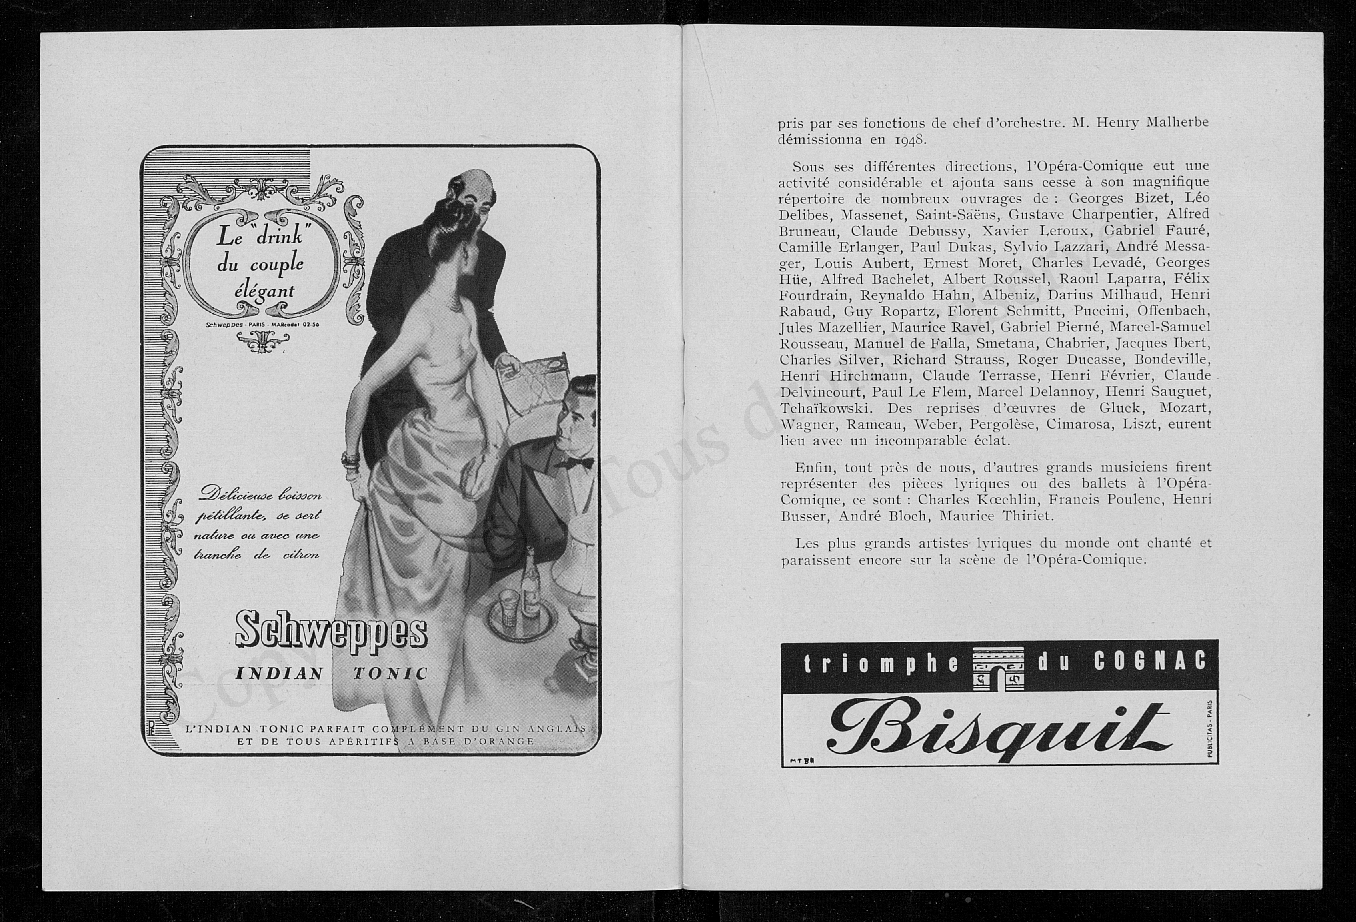 Le "drink"
du couple
élégant
Schweppes - PARIS - MARcadet 02-56
Délicieuse boisson
pétillante, se sert
nature ou avec une
tranche de citron
Schweppes
INDIAN TONIC
L'INDIAN TONIC PARFAIT COMPLÉMENT DU GIN ANGLAIS
ET DE TOUS APÉRITIFS A BASE D'ORANGE
pris par ses fonctions de chef d'orchestre. M. Henry Malherbe
démissionna en 1948.
Sous ses différentes directions, l'Opéra-Comique eut une
activité considérable et ajouta sans cesse à son magnifique
répertoire de nombreux ouvrages de : Georges Bizet, Léo
Delibes, Massenet, Saint-Saëns, Gustave Charpentier, Alfred
Bruneau, Claude Debussy, Xavier Leroux, Gabriel Fauré,
Camille Erlanger, Paul Dukas, Sylvio Lazzari, André Messa-
ger, Louis Aubert, Ernest Moret, Charles Levadé, Georges
Hüe, Alfred Bachelet, Albert Roussel, Raoul Laparra, Félix
Fourdrain, Reynaldo Hahn, Albeniz, Darius Milhaud, Henri
Rabaud, Guy Ropartz, Florent Schmitt, Puccini, Offenbach,
Jules Mazellier, Maurice Ravel, Gabriel Pierné, Marcel-Samuel
Rousseau, Manuel de Falla, Smetana, Chabrier, Jacques Ibert,
Charles Silver, Richard Strauss, Roger Ducasse, Bondeville,
Henri Hirchmann, Claude Terrasse, Henri Février, Claude
Delvincourt, Paul Le Flem, Marcel Delannoy, Henri Sauguet,
Tchaïkowski. Des reprises d'œuvres de Gluck, Mozart,
Wagner, Rameau, Weber, Pergolèse, Cimarosa, Liszt, eurent
lieu avec un incomparable éclat.
Enfin, tout près de nous, d'autres grands musiciens firent
représenter des pièces lyriques ou des ballets à l'Opéra-
Comique, ce sont : Charles Kœchlin, Francis Poulenc, Henri
Busser, André Bloch, Maurice Thiriet.
Les plus grands artistes lyriques du monde ont chanté et
paraissent encore sur la scène de l'Opéra-Comique.
triomphe du COGNAC
Bisquit
PUBLICITAS - PARIS